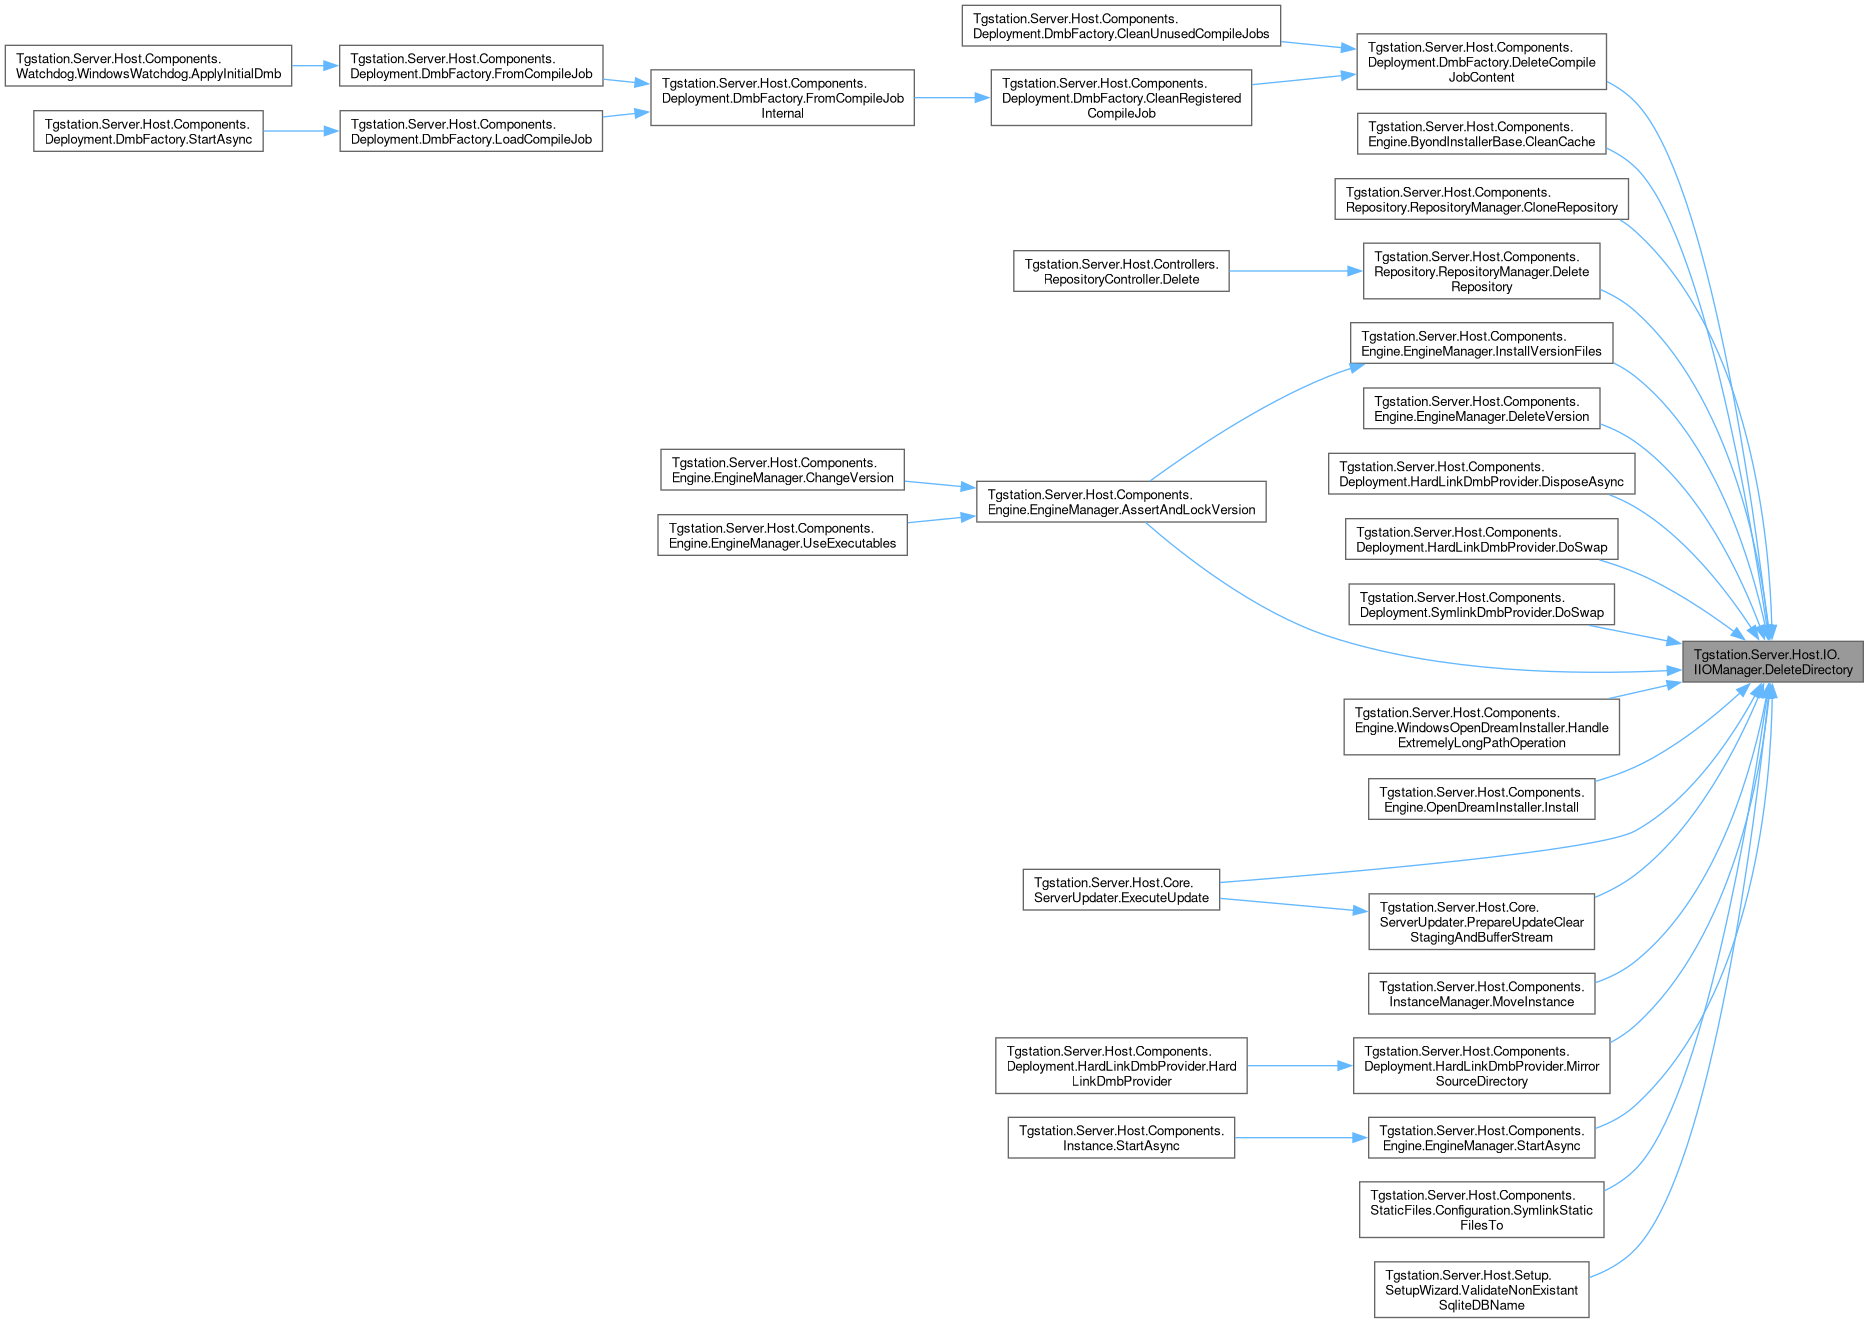 Tgstation.Server.Host.Components.
Watchdog.WindowsWatchdog.ApplyInitialDmb
Tgstation.Server.Host.Components.
Deployment.DmbFactory.StartAsync
Tgstation.Server.Host.Components.
Deployment.DmbFactory.FromCompileJob
Tgstation.Server.Host.Components.
Deployment.DmbFactory.LoadCompileJob
Tgstation.Server.Host.Components.
Deployment.DmbFactory.FromCompileJob
Internal
Tgstation.Server.Host.Components.
Deployment.DmbFactory.CleanUnusedCompileJobs
Tgstation.Server.Host.Components.
Deployment.DmbFactory.CleanRegistered
CompileJob
Tgstation.Server.Host.Components.
Deployment.DmbFactory.DeleteCompile
JobContent
Tgstation.Server.Host.Components.
Engine.ByondInstallerBase.CleanCache
Tgstation.Server.Host.Components.
Repository.RepositoryManager.CloneRepository
Tgstation.Server.Host.Controllers.
RepositoryController.Delete
Tgstation.Server.Host.Components.
Repository.RepositoryManager.Delete
Repository
Tgstation.Server.Host.Components.
Engine.EngineManager.InstallVersionFiles
Tgstation.Server.Host.Components.
Engine.EngineManager.DeleteVersion
Tgstation.Server.Host.Components.
Engine.EngineManager.ChangeVersion
Tgstation.Server.Host.Components.
Engine.EngineManager.UseExecutables
Tgstation.Server.Host.Components.
Engine.EngineManager.AssertAndLockVersion
Tgstation.Server.Host.Components.
Deployment.HardLinkDmbProvider.DisposeAsync
Tgstation.Server.Host.Components.
Deployment.HardLinkDmbProvider.DoSwap
Tgstation.Server.Host.Components.
Deployment.SymlinkDmbProvider.DoSwap
Tgstation.Server.Host.IO.
IIOManager.DeleteDirectory
Tgstation.Server.Host.Components.
Engine.WindowsOpenDreamInstaller.Handle
ExtremelyLongPathOperation
Tgstation.Server.Host.Components.
Engine.OpenDreamInstaller.Install
Tgstation.Server.Host.Core.
ServerUpdater.ExecuteUpdate
Tgstation.Server.Host.Core.
ServerUpdater.PrepareUpdateClear
StagingAndBufferStream
Tgstation.Server.Host.Components.
InstanceManager.MoveInstance
Tgstation.Server.Host.Components.
Deployment.HardLinkDmbProvider.Hard
LinkDmbProvider
Tgstation.Server.Host.Components.
Deployment.HardLinkDmbProvider.Mirror
SourceDirectory
Tgstation.Server.Host.Components.
Instance.StartAsync
Tgstation.Server.Host.Components.
Engine.EngineManager.StartAsync
Tgstation.Server.Host.Components.
StaticFiles.Configuration.SymlinkStatic
FilesTo
Tgstation.Server.Host.Setup.
SetupWizard.ValidateNonExistant
SqliteDBName